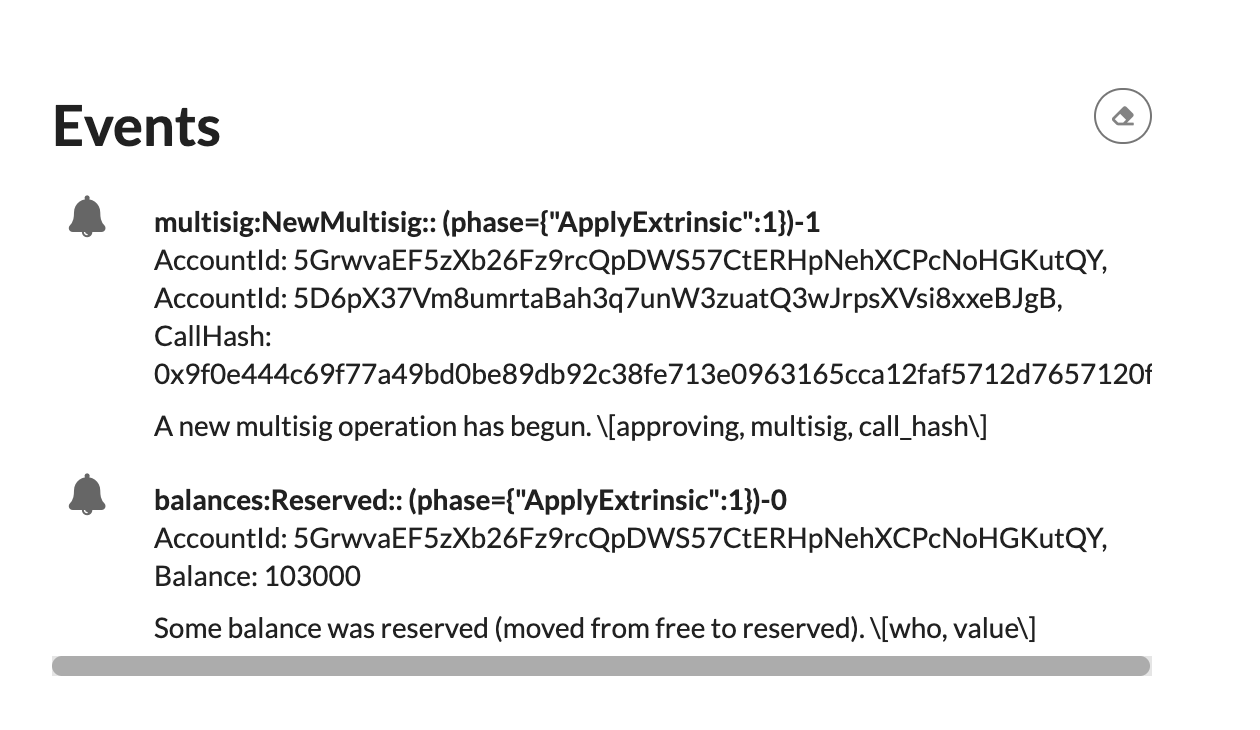 Events
multisig:NewMultisig:: (phase={"ApplyExtrinsic":1})-1
AccountId: 5GrwvaEF5zXb26Fz9rcQpDWS57CtERHpNehXCPcNoHGKutQY,
AccountId: 5D6pX37Vm8umrtaBah3q7unW3zuatQ3wJrpsXVsi8xxeBJgB,
CallHash:
0x9f0e444c69f77a49bd0be89db92c38fe713e0963165cca12faf5712d7657120f
A new multisig operation has begun. \[approving, multisig, call_hash\]
balances:Reserved:: (phase={"ApplyExtrinsic":1})-0
AccountId: 5GrwvaEF5zXb26Fz9rcQpDWS57CtERHpNehXCPcNoHGKutQY,
Balance: 103000
Some balance was reserved (moved from free to reserved). \[who, value\]